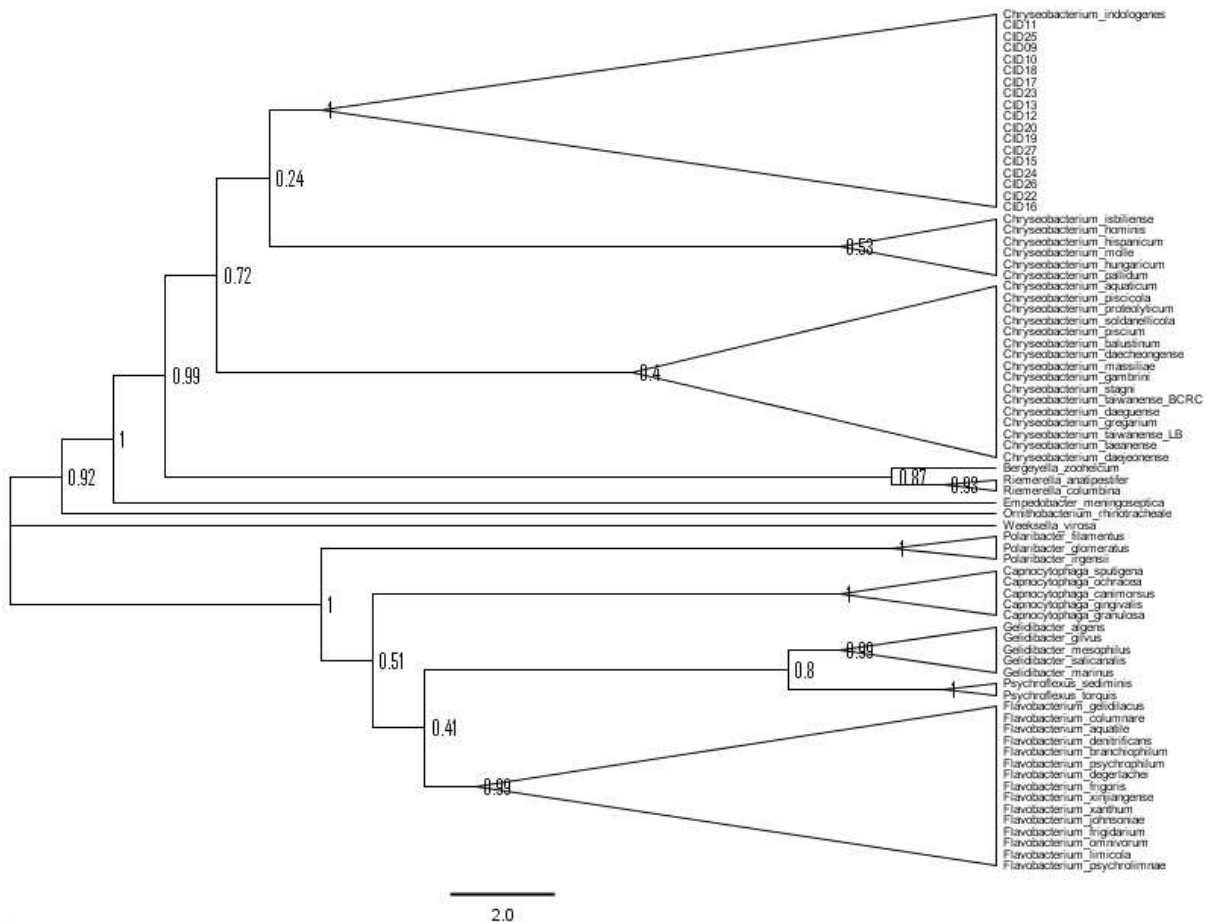 Chryseobacterium_indologenes
CID11
CID25
CID09
CID10
CID18
CID17
CID23
CID13
CID12
CID20
CID19
CID27
CID15
CID24
CID26
CID22
CID16
Chryseobacterium_isbiliense
Chryseobacterium_hominis
Chryseobacterium_hispanicum
Chryseobacterium_molle
Chryseobacterium_hungaricum
Chryseobacterium_pallidum
Chryseobacterium_aquaticum
Chryseobacterium_piscicola
Chryseobacterium_proteolyticum
Chryseobacterium_soldanellicola
Chryseobacterium_piscium
Chryseobacterium_balustinum
Chryseobacterium_daecheongense
Chryseobacterium_massiliae
Chryseobacterium_gambrini
Chryseobacterium_stagni
Chryseobacterium_taiwanense_BCRC
Chryseobacterium_daeguense
Chryseobacterium_gregarium
Chryseobacterium_taiwanense_LB
Chryseobacterium_taeanense
Chryseobacterium_daejeonense
Bergeyella_zoohelcum
Riemerella_anatipestifer
Riemerella_columbina
Empedobacter_meningoseptica
Ornithobacterium_rhinotracheale
Weeksella_virosa
Polaribacter_filamentus
Polaribacter_glomeratus
Polaribacter_irgensii
Capnocytophaga_sputigena
Capnocytophaga_ochracea
Capnocytophaga_canimorsus
Capnocytophaga_gingivalis
Capnocytophaga_granulosa
Gelidibacter_algens
Gelidibacter_gilvus
Gelidibacter_mesophilus
Gelidibacter_salicanalis
Gelidibacter_marinus
Psychroflexus_sediminis
Psychroflexus_torquis
Flavobacterium_gelidilacus
Flavobacterium_columnare
Flavobacterium_aquatile
Flavobacterium_denitrificans
Flavobacterium_branchiophilum
Flavobacterium_psychrophilum
Flavobacterium_degerlachei
Flavobacterium_frigoris
Flavobacterium_xinjiangense
Flavobacterium_xanthum
Flavobacterium_johnsoniae
Flavobacterium_frigidarium
Flavobacterium_omnivorum
Flavobacterium_limicola
Flavobacterium_psychrolimnae
1
0.24
0.53
0.72
0.4
0.99
1
0.92
0.87
0.93
1
1
1
0.51
0.99
0.8
1
0.41
0.99
2.0